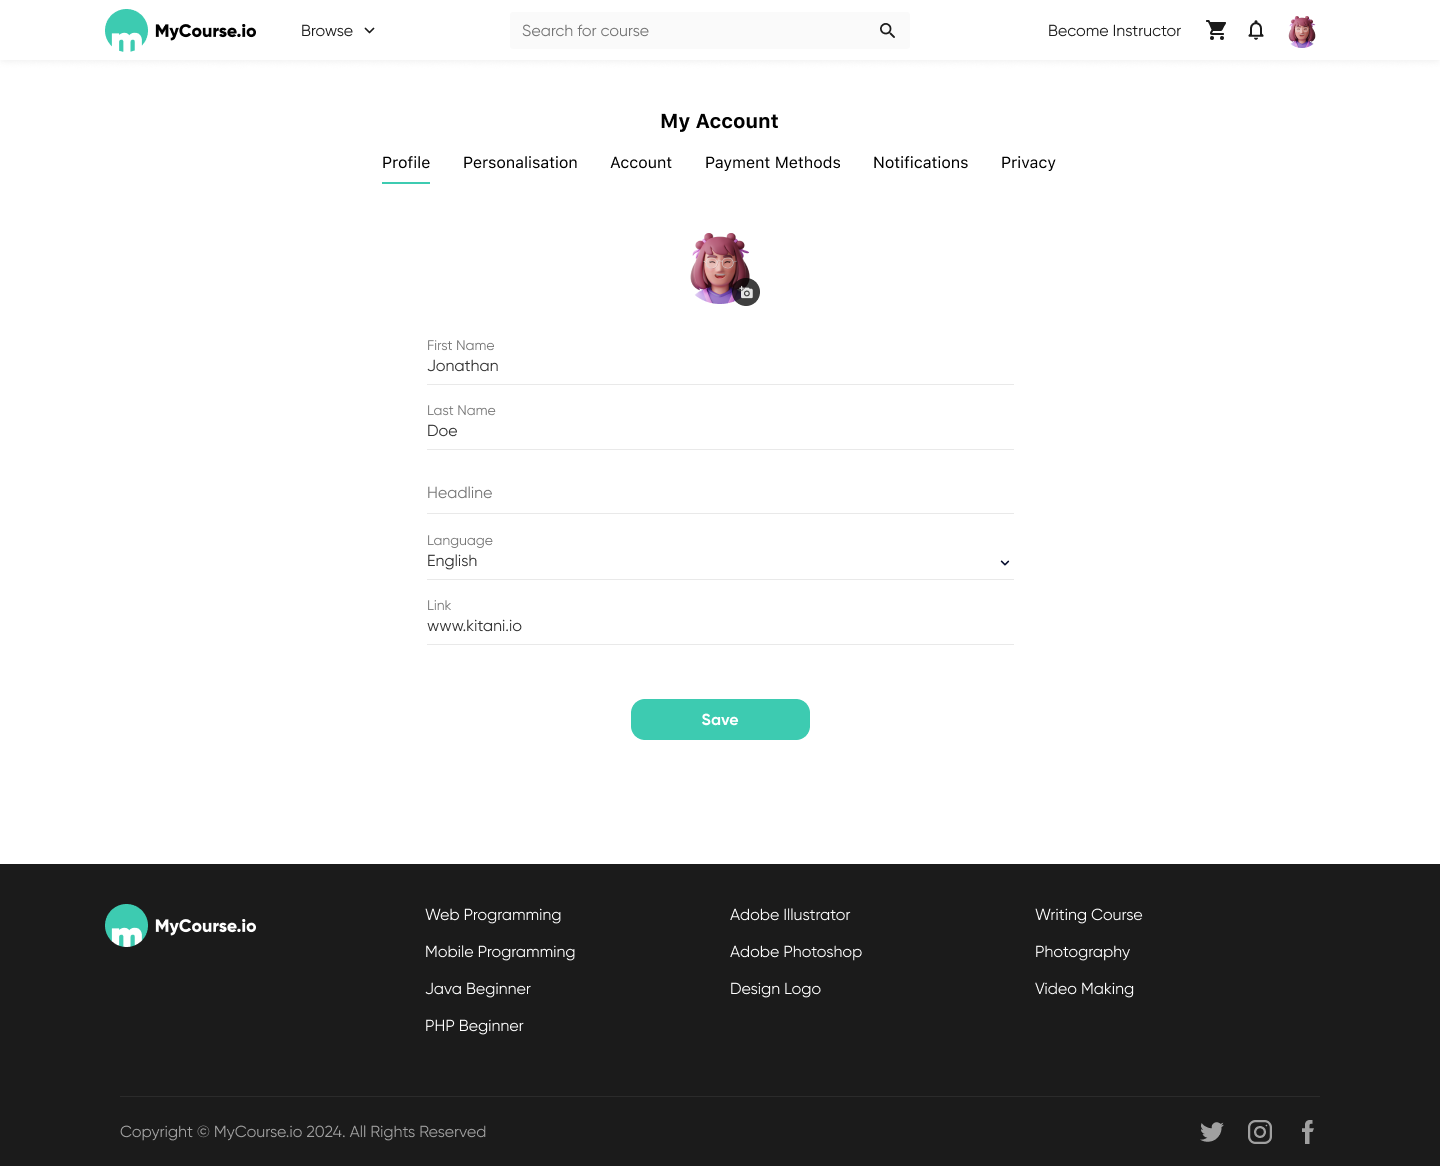 MyCourse.io
Browse
Search for course
Become Instructor
My Account
Profile
Personalisation
Account
Payment Methods
Notifications
Privacy
First Name
Jonathan
Last Name
Doe
Headline
Language
English
Link
www.kitani.io
Save
MyCourse.io
Web Programming
Mobile Programming
Java Beginner
PHP Beginner
Adobe Illustrator
Adobe Photoshop
Design Logo
Writing Course
Photography
Video Making
Copyright © MyCourse.io 2024. All Rights Reserved